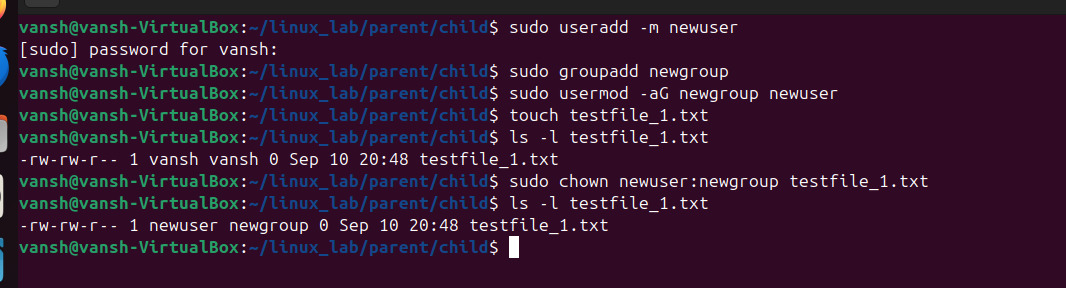 vansh@vansh-VirtualBox:~/linux_lab/parent/child$ sudo useradd -m newuser
[sudo] password for vansh:
vansh@vansh-VirtualBox:~/linux_lab/parent/child$ sudo groupadd newgroup
vansh@vansh-VirtualBox:~/linux_lab/parent/child$ sudo usermod -aG newgroup newuser
vansh@vansh-VirtualBox:~/linux_lab/parent/child$ touch testfile_1.txt
vansh@vansh-VirtualBox:~/linux_lab/parent/child$ ls -l testfile_1.txt
-rw-rw-r-- 1 vansh vansh 0 Sep 10 20:48 testfile_1.txt
vansh@vansh-VirtualBox:~/linux_lab/parent/child$ sudo chown newuser:newgroup testfile_1.txt
vansh@vansh-VirtualBox:~/linux_lab/parent/child$ ls -l testfile_1.txt
-rw-rw-r-- 1 newuser newgroup 0 Sep 10 20:48 testfile_1.txt
vansh@vansh-VirtualBox:~/linux_lab/parent/child$